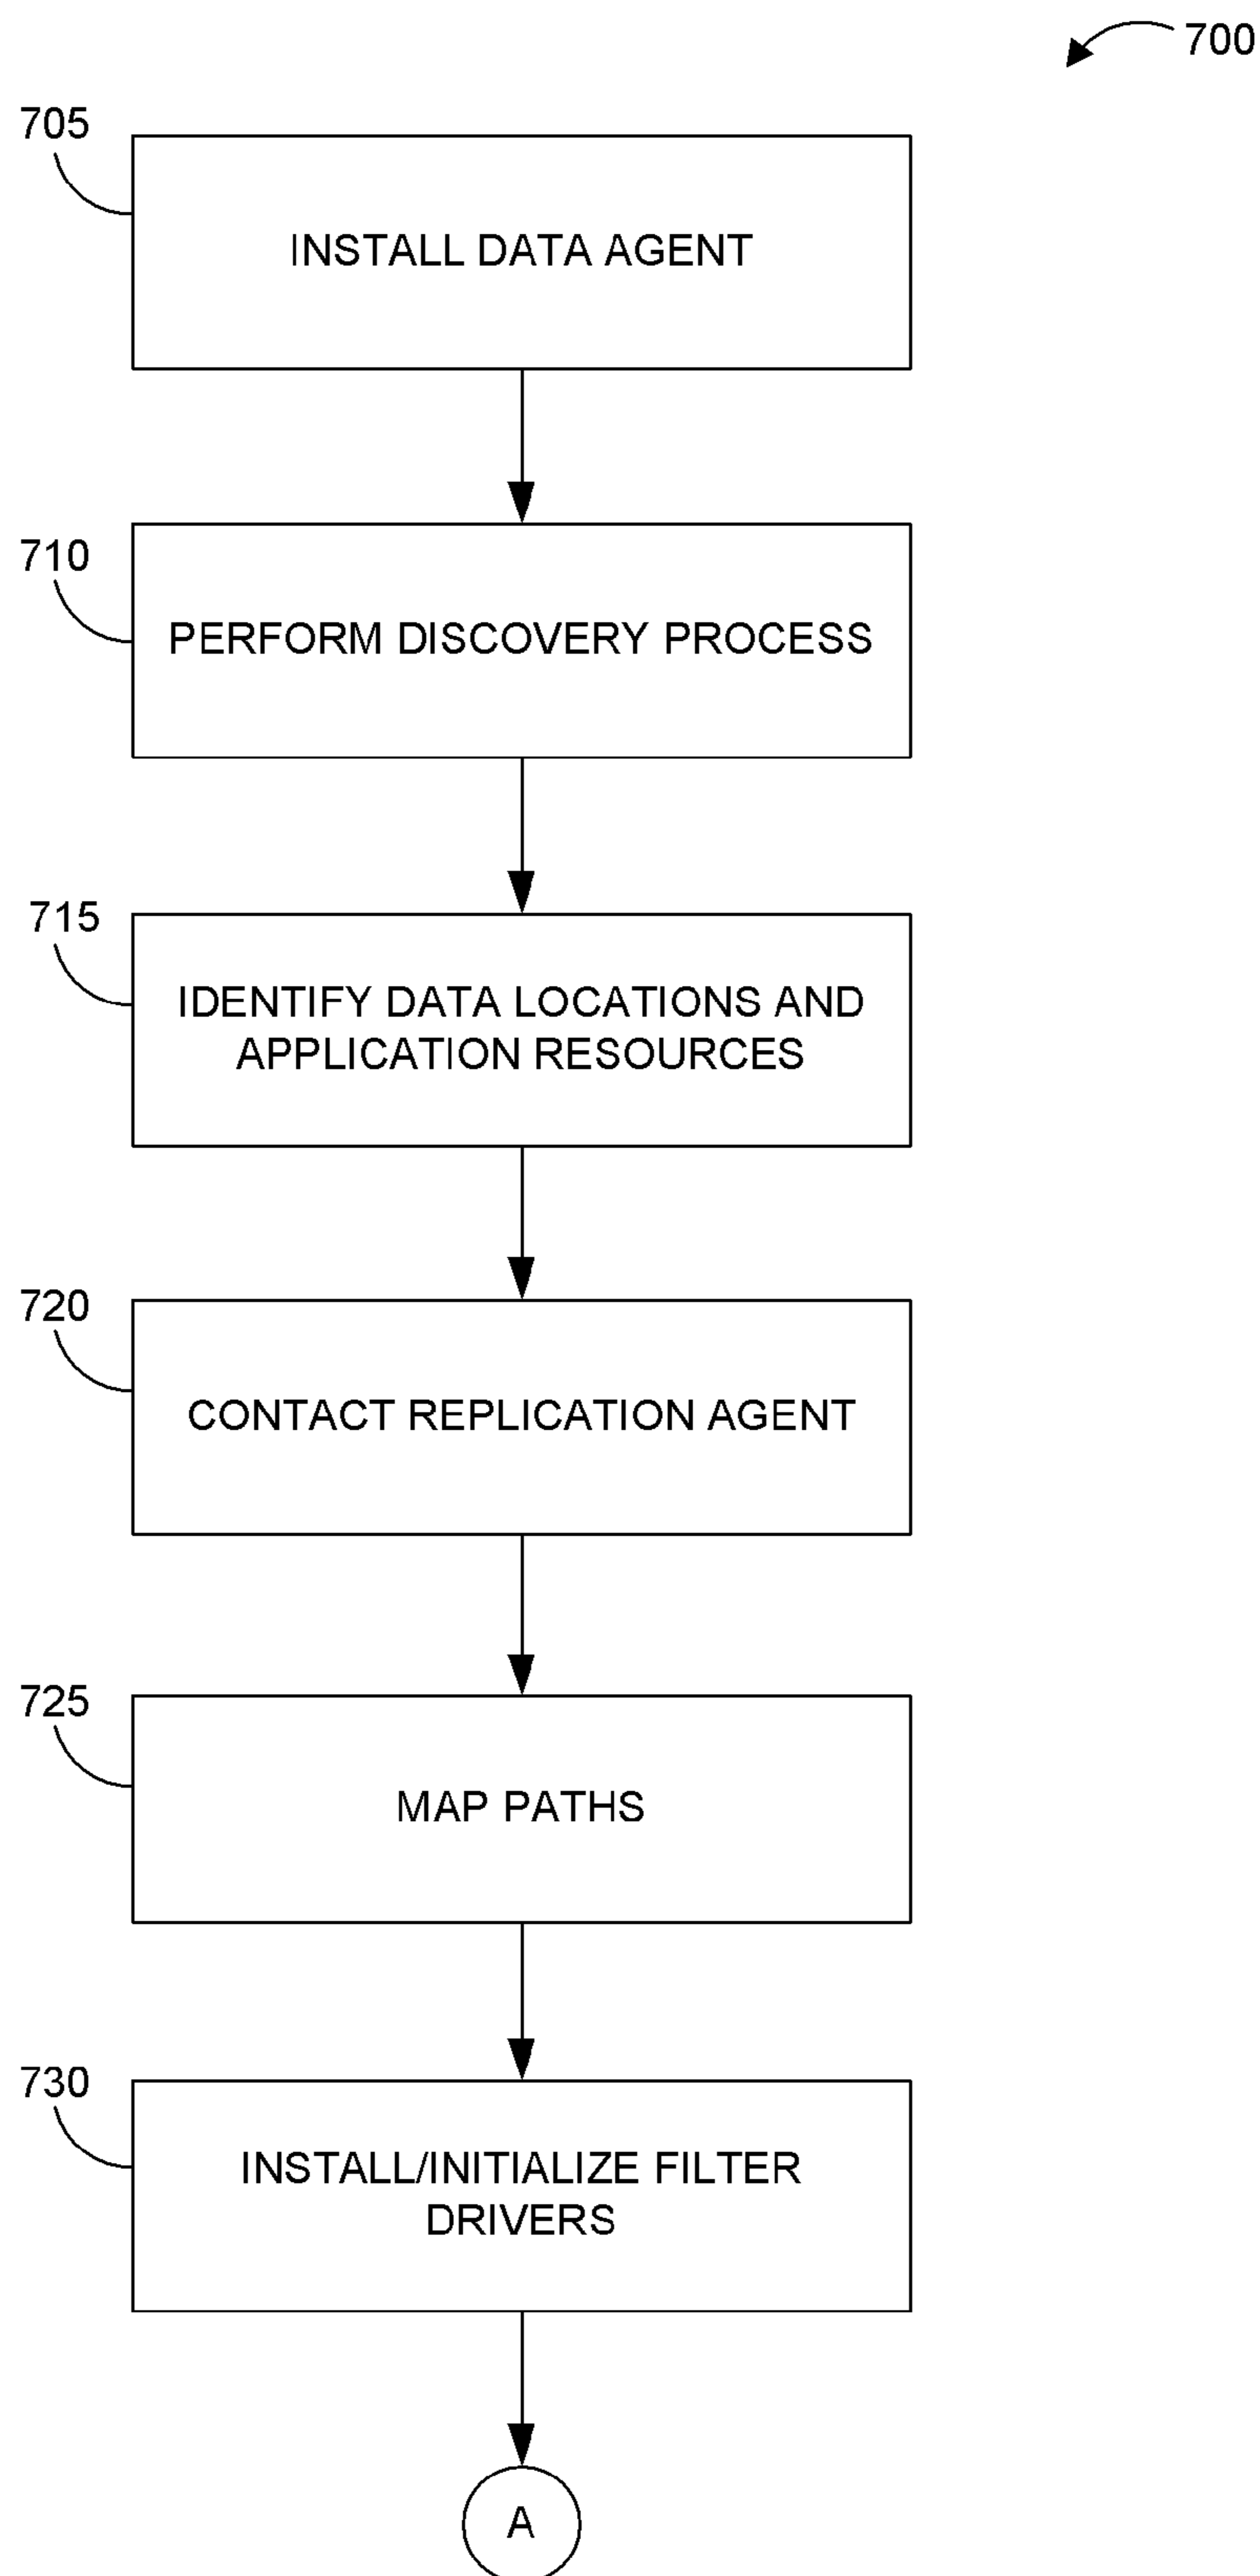 700
705
INSTALL DATA AGENT
710
PERFORM DISCOVERY PROCESS
715
IDENTIFY DATA LOCATIONS AND
APPLICATION RESOURCES
720
CONTACT REPLICATION AGENT
725
MAP PATHS
730
INSTALL/INITIALIZE FILTER
DRIVERS
A